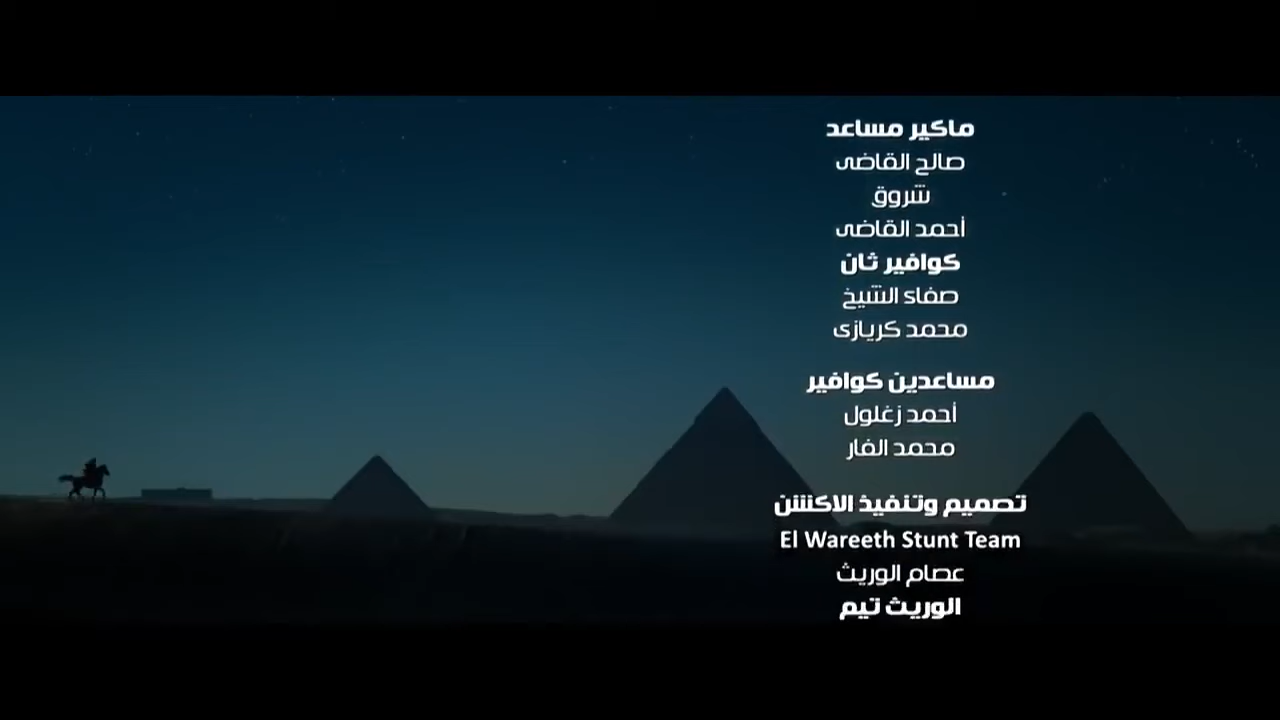 ماكير مساعد
صالح القاضى
شروق
أحمد القاضى
كوافير ثان
صفاء الشيخ
محمد كريازى
مساعدين كوافير
أحمد زغلول
محمد الفار
تصميم وتنفيذ الاكشن
El Wareeth Stunt Team
عصام الوريث
الوريث تيم